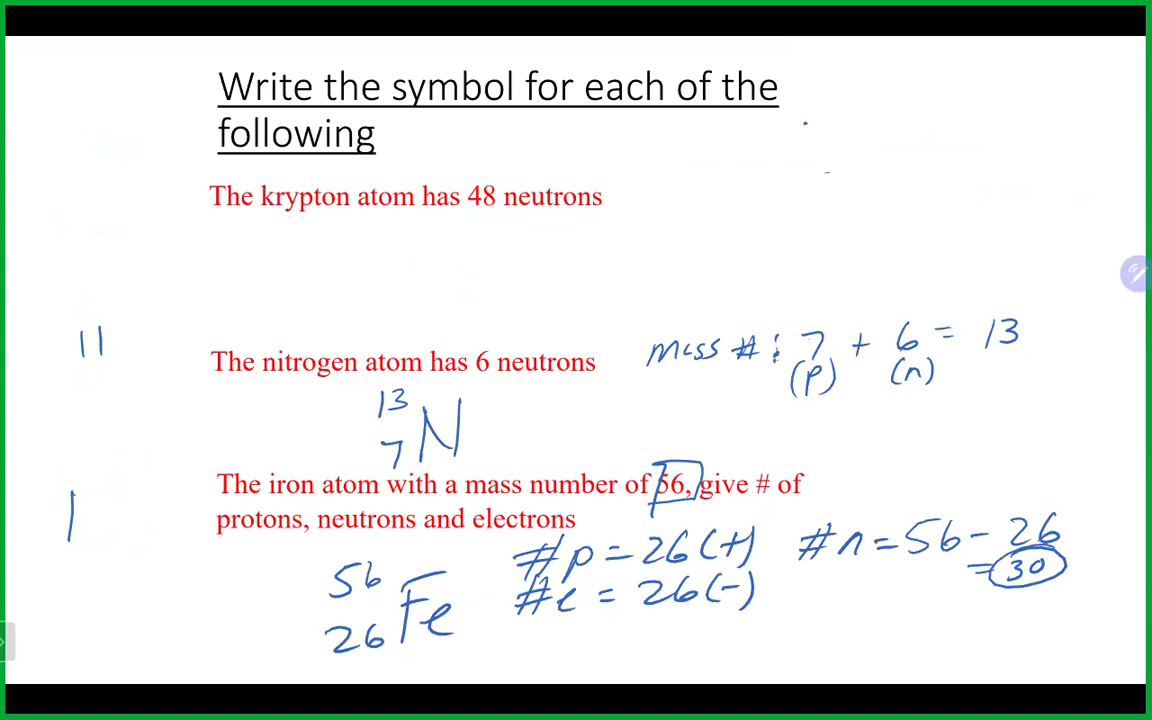 Write the symbol for each of the
following
The krypton atom has 48 neutrons
11
mass # : 7 + 6 = 13
(p) (n)
The nitrogen atom has 6 neutrons
13
7 N
The iron atom with a mass number of 56, give # of
protons, neutrons and electrons
1
#p = 26 (+) #n = 56 - 26
= 30
#e = 26 (-)
56
26 Fe